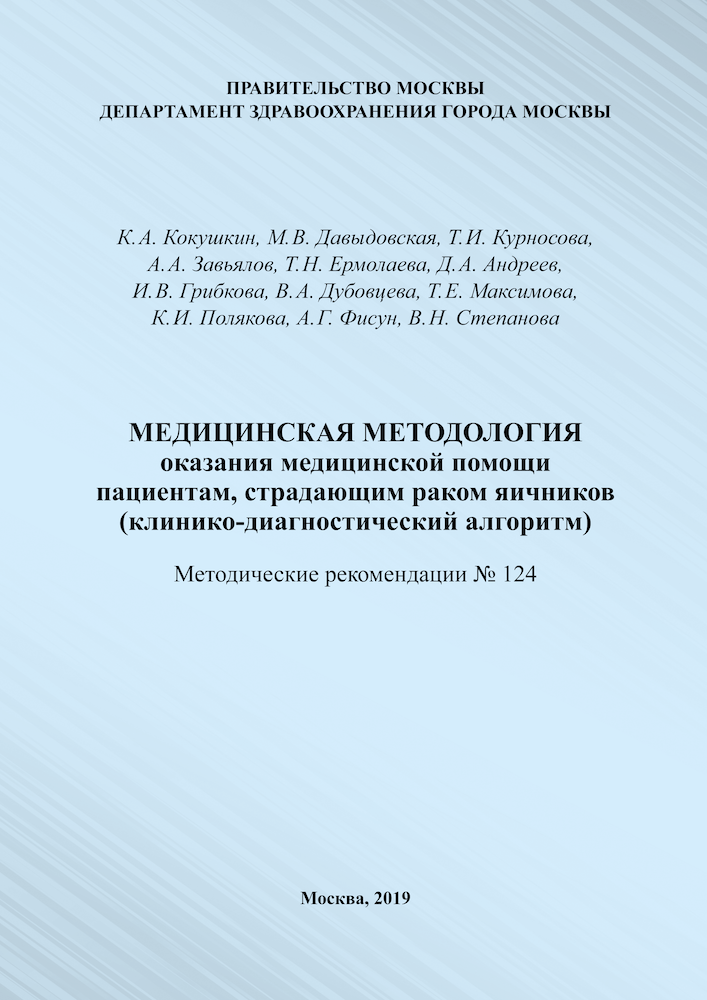 ПРАВИТЕЛЬСТВО МОСКВЫ
ДЕПАРТАМЕНТ ЗДРАВООХРАНЕНИЯ ГОРОДА МОСКВЫ
К. А. Кокушкин, М. В. Давыдовская, Т. И. Курносова,
А. А. Завьялов, Т. Н. Ермолаева, Д. А. Андреев,
И. В. Грибкова, В. А. Дубовцева, Т. Е. Максимова,
К. И. Полякова, А. Г. Фисун, В. Н. Степанова
МЕДИЦИНСКАЯ МЕТОДОЛОГИЯ
оказания медицинской помощи
пациентам, страдающим раком яичников
(клинико-диагностический алгоритм)
Методические рекомендации № 124
Москва, 2019